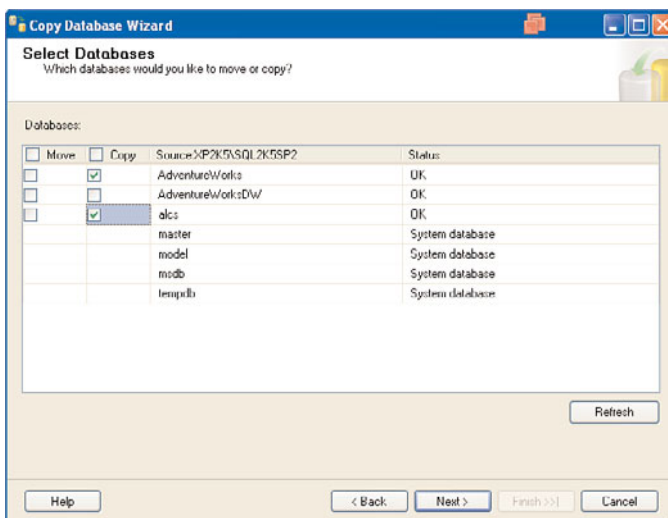 Copy Database Wizard
Select Databases
Which databases would you like to move or copy?
Databases:
Move Copy Source:XP2K5\SQL2K5SP2 Status
AdventureWorks OK
AdventureWorksDW OK
alcs OK
master System database
model System database
msdb System database
tempdb System database
Refresh
Help < Back Next > Finish >>| Cancel